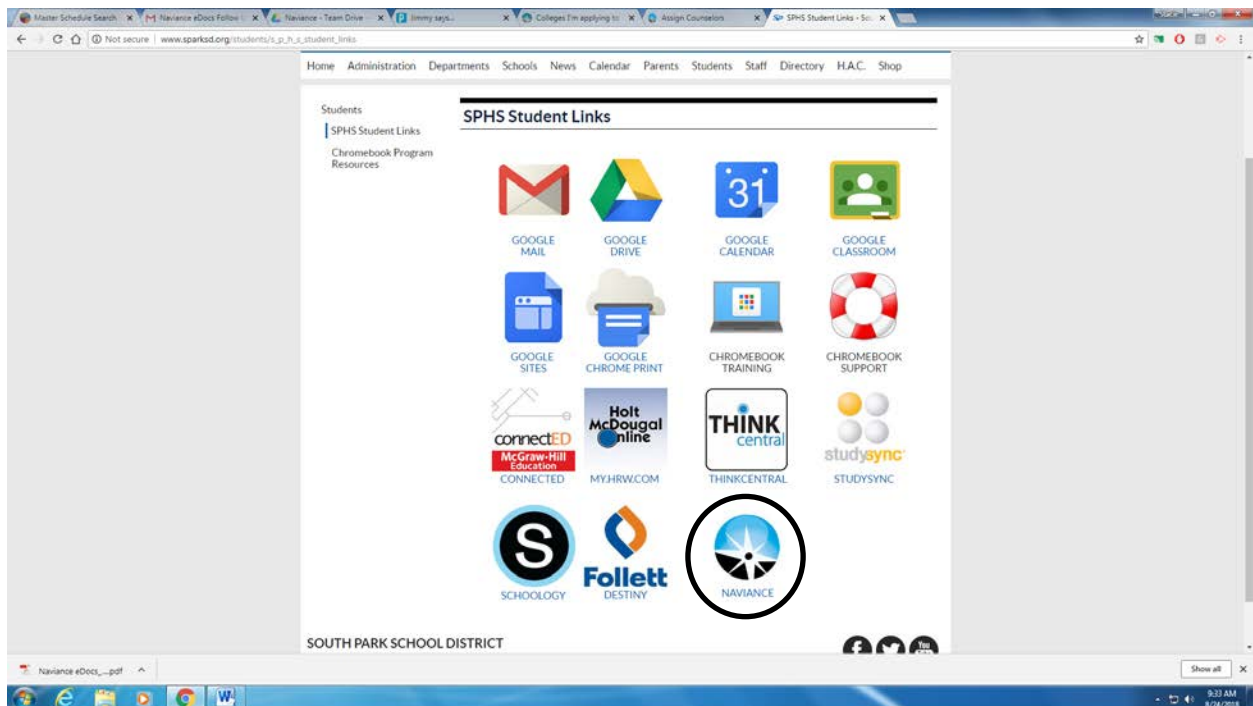 Master Schedule Search
Naviance eDocs Follow U
Naviance - Team Drive
Jimmy says...
Colleges I'm applying to
Assign Counselors
SPHS Student Links - So
Not secure | www.sparksd.org/students/s_p_h_s_student_links
Home Administration Departments Schools News Calendar Parents Students Staff Directory H.A.C. Shop
Students
SPHS Student Links
Chromebook Program
Resources
SPHS Student Links
31
GOOGLE
MAIL
GOOGLE
DRIVE
GOOGLE
CALENDAR
GOOGLE
CLASSROOM
GOOGLE
SITES
GOOGLE
CHROME PRINT
CHROMEBOOK
TRAINING
CHROMEBOOK
SUPPORT
connectED
McGraw-Hill
Education
CONNECTED
Holt
McDougal
Online
MY.HRW.COM
THINK
central
THINKCENTRAL
studysync
STUDYSYNC
S
SCHOOLOGY
Follett
DESTINY
NAVIANCE
SOUTH PARK SCHOOL DISTRICT
You
Naviance eDocs_....pdf
Show all
9:33 AM
8/24/2018